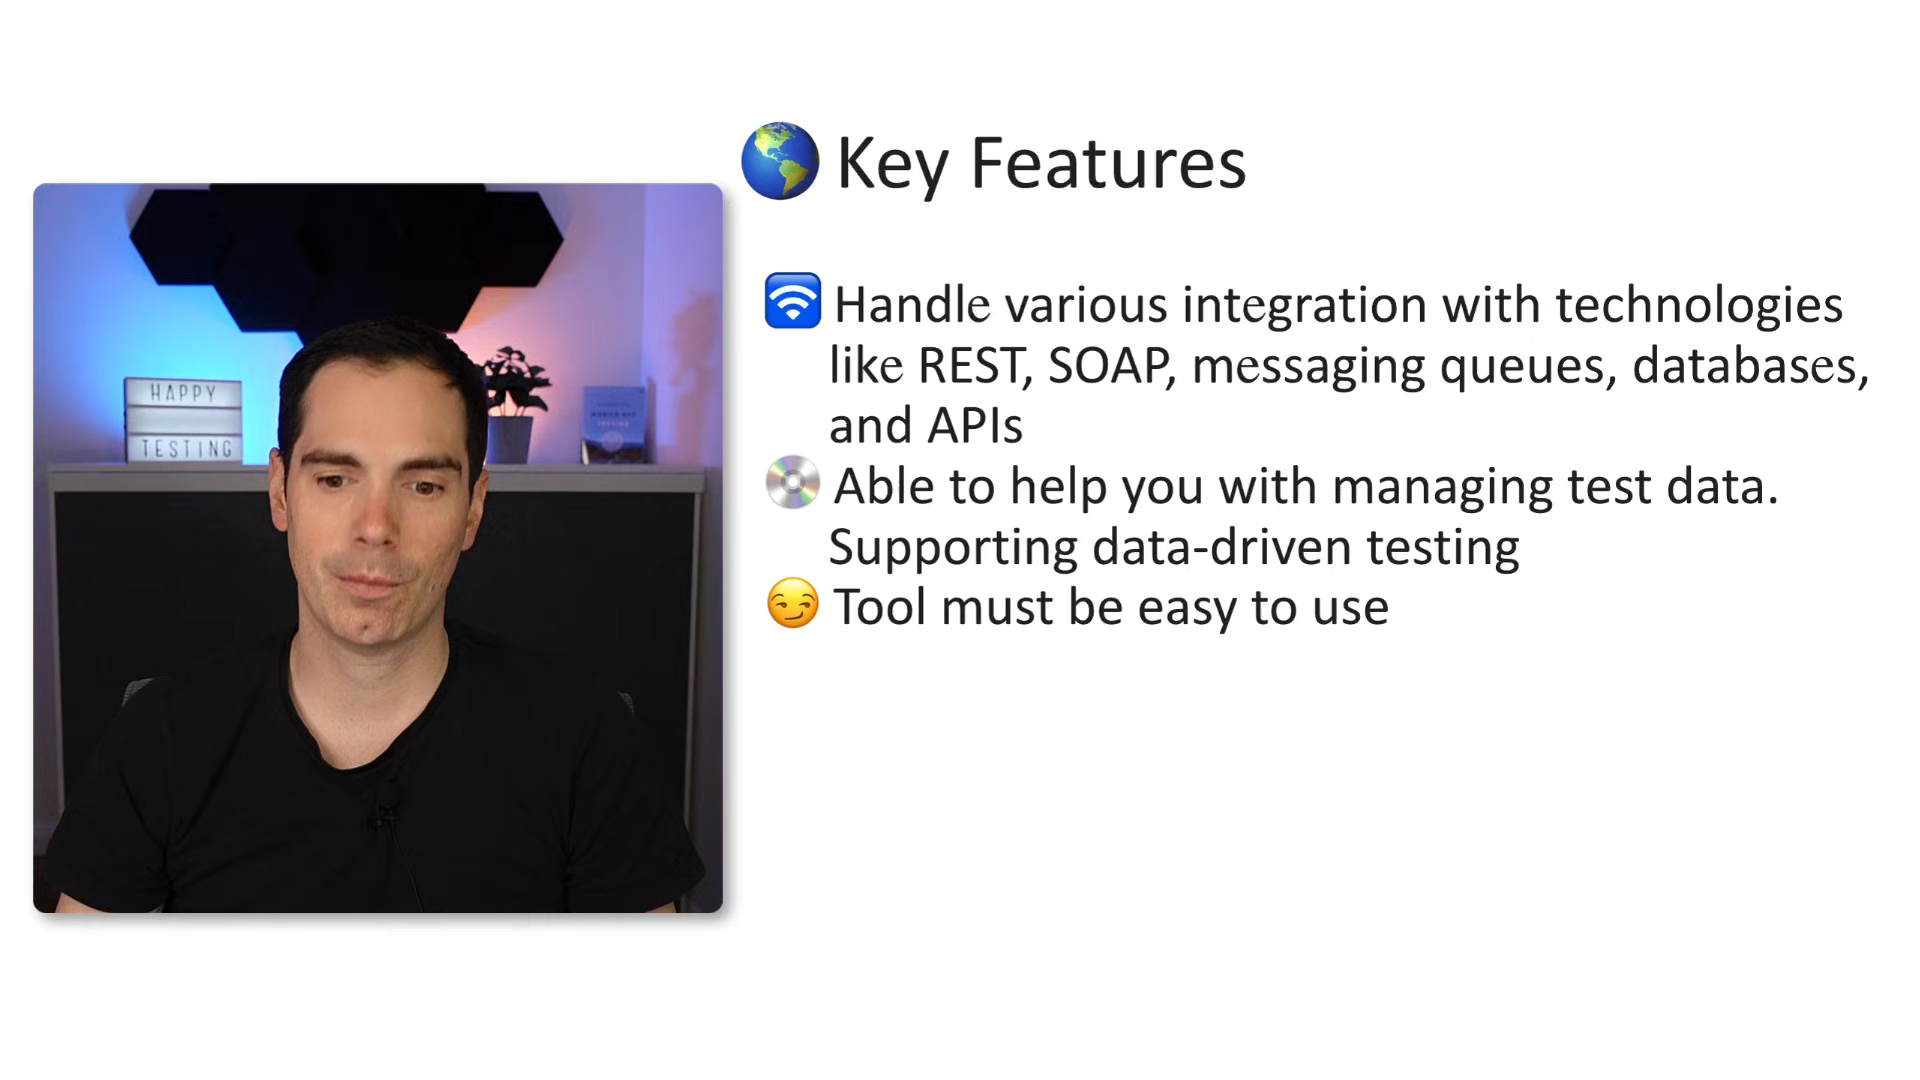 Key Features
Handle various integration with technologies
like REST, SOAP, messaging queues, databases,
and APIs
Able to help you with managing test data.
Supporting data-driven testing
Tool must be easy to use
HAPPY
TESTING